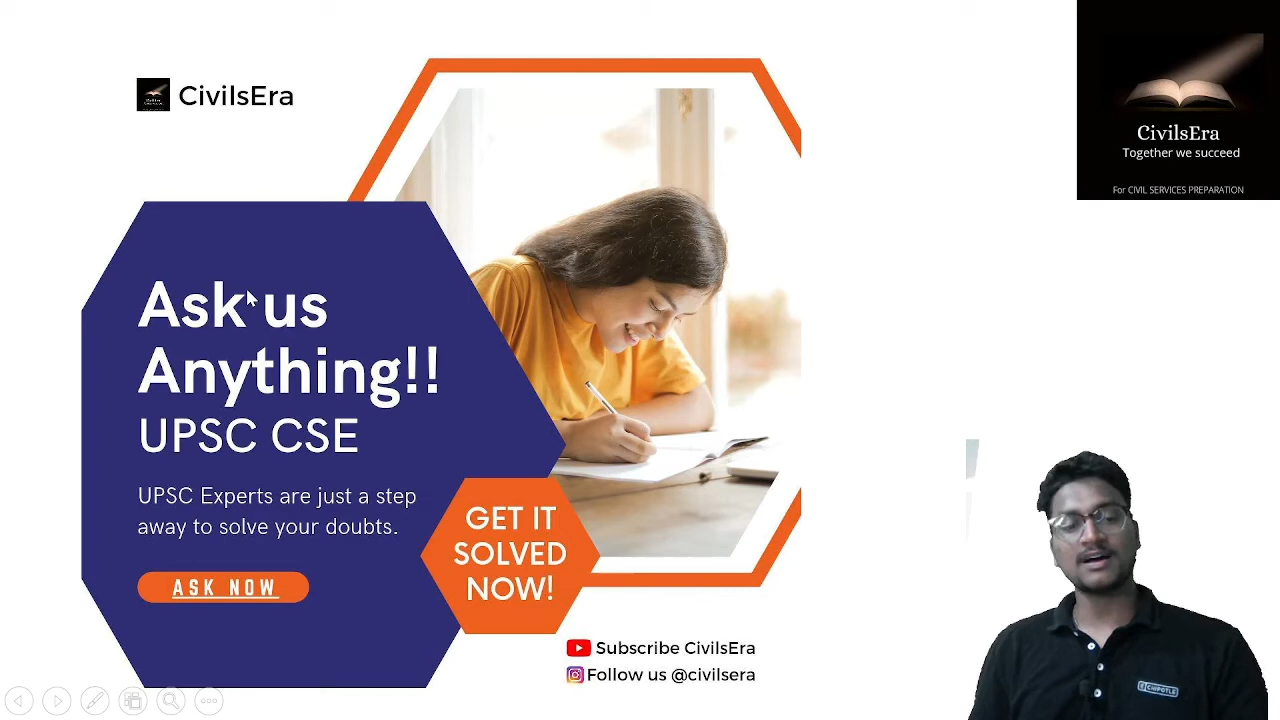 CivilsEra
CivilsEra
Together we succeed
For CIVIL SERVICES PREPARATION
Ask us
Anything!!
UPSC CSE
UPSC Experts are just a step
away to solve your doubts.
ASK NOW
GET IT
SOLVED
NOW!
Subscribe CivilsEra
Follow us @civilsera
CHIPOTLE